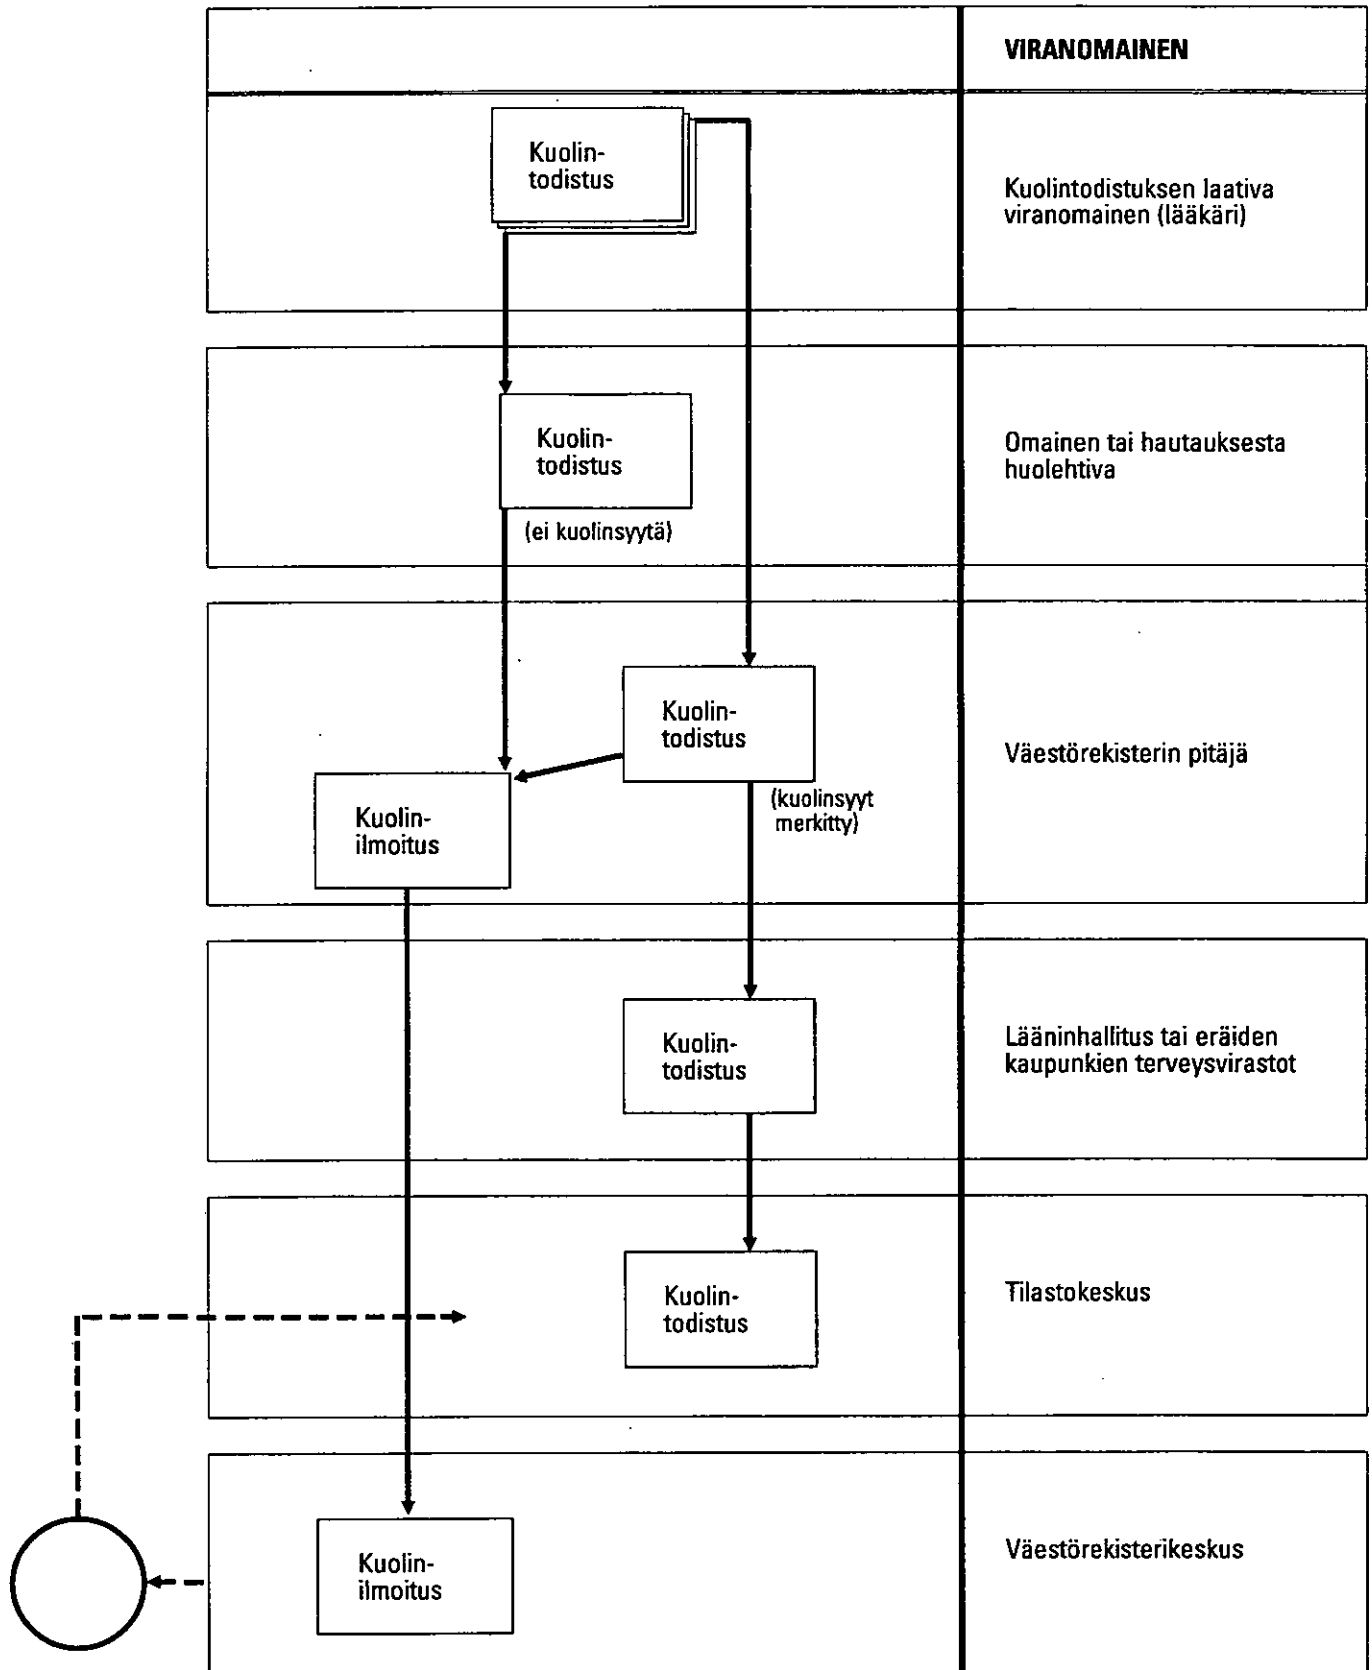 VIRANOMAINEN
Kuolin-
todistus
Kuolintodistuksen laativa
viranomainen (lääkäri)
Kuolin-
todistus
(ei kuolinsyytä)
Omainen tai hautauksesta
huolehtiva
Kuolin-
todistus
(kuolinsyyt
merkitty)
Kuolin-
ilmoitus
Väestörekisterin pitäjä
Kuolin-
todistus
Lääninhallitus tai eräiden
kaupunkien terveysvirastot
Kuolin-
todistus
Tilastokeskus
Kuolin-
ilmoitus
Väestörekisterikeskus